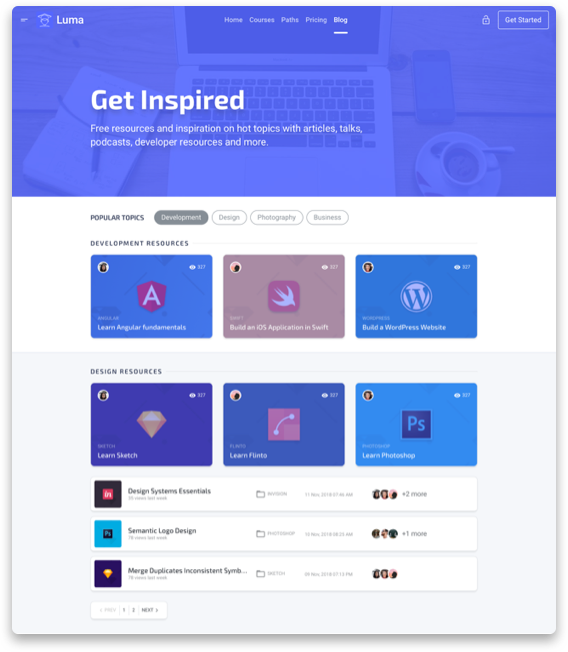 Luma
Home Courses Paths Pricing Blog
Get Started
Get Inspired
Free resources and inspiration on hot topics with articles, talks,
podcasts, developer resources and more.
POPULAR TOPICS Development Design Photography Business
DEVELOPMENT RESOURCES
327
ANGULAR
Learn Angular fundamentals
327
SWIFT
Build an iOS Application in Swift
327
WORDPRESS
Build a WordPress Website
DESIGN RESOURCES
327
SKETCH
Learn Sketch
327
FLINTO
Learn Flinto
327
Ps
PHOTOSHOP
Learn Photoshop
in
Design Systems Essentials
views last week
INVISION
11 Nov, 2018 07:46 AM
+2 more
Ps
Semantic Logo Design
78 views last week
PHOTOSHOP
10 Nov, 2018 08:23 AM
+1 more
Merge Duplicates Inconsistent Symb...
78 views last week
SKETCH
09 Nov, 2018 07:13 PM
< PREV 1 2 NEXT >